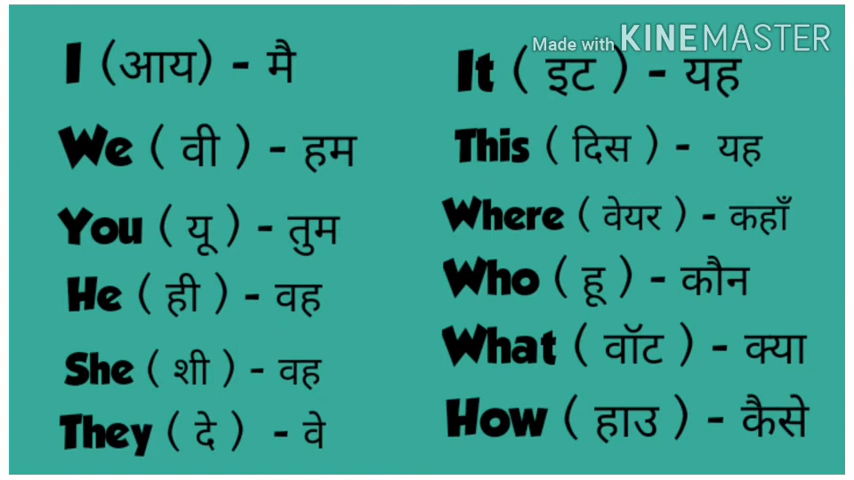 Made with KINEMASTER
I (आय) - मै
We ( वी ) - हम
You ( यू ) - तुम
He ( ही ) - वह
She ( शी ) - वह
They ( दे ) - वे
It ( इट ) - यह
This ( दिस ) - यह
Where ( वेयर ) - कहाँ
Who ( हू ) - कौन
What ( वॉट ) - क्या
How ( हाउ ) - कैसे